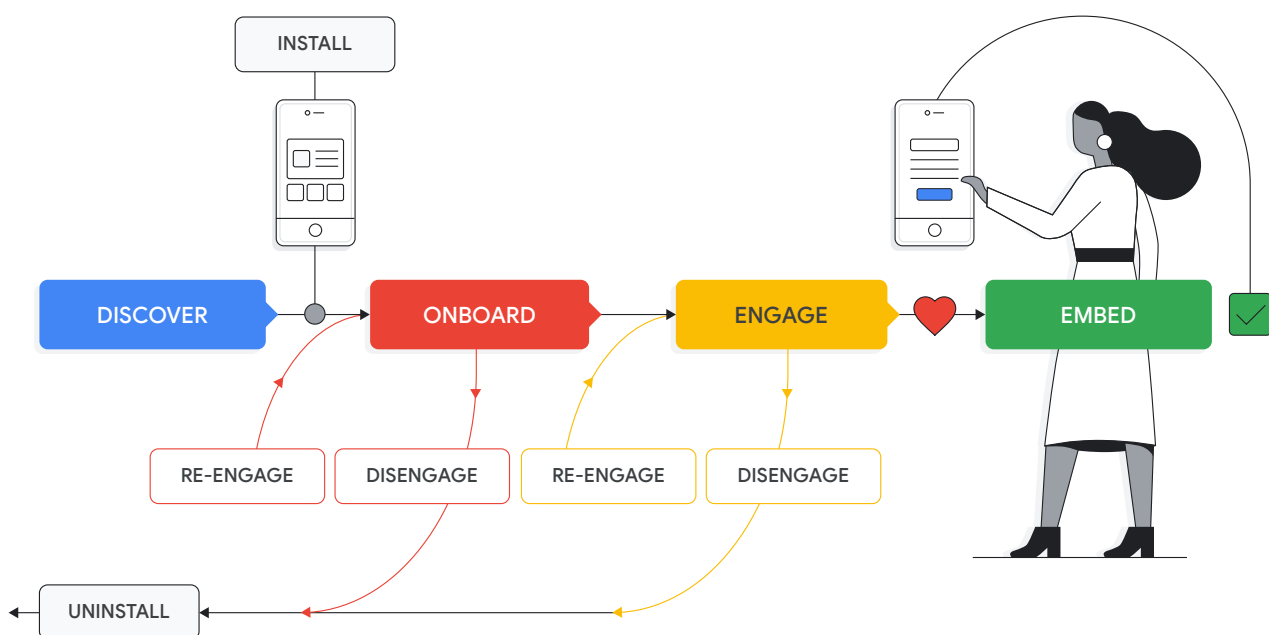 INSTALL
DISCOVER
ONBOARD
ENGAGE
EMBED
RE-ENGAGE
DISENGAGE
RE-ENGAGE
DISENGAGE
UNINSTALL